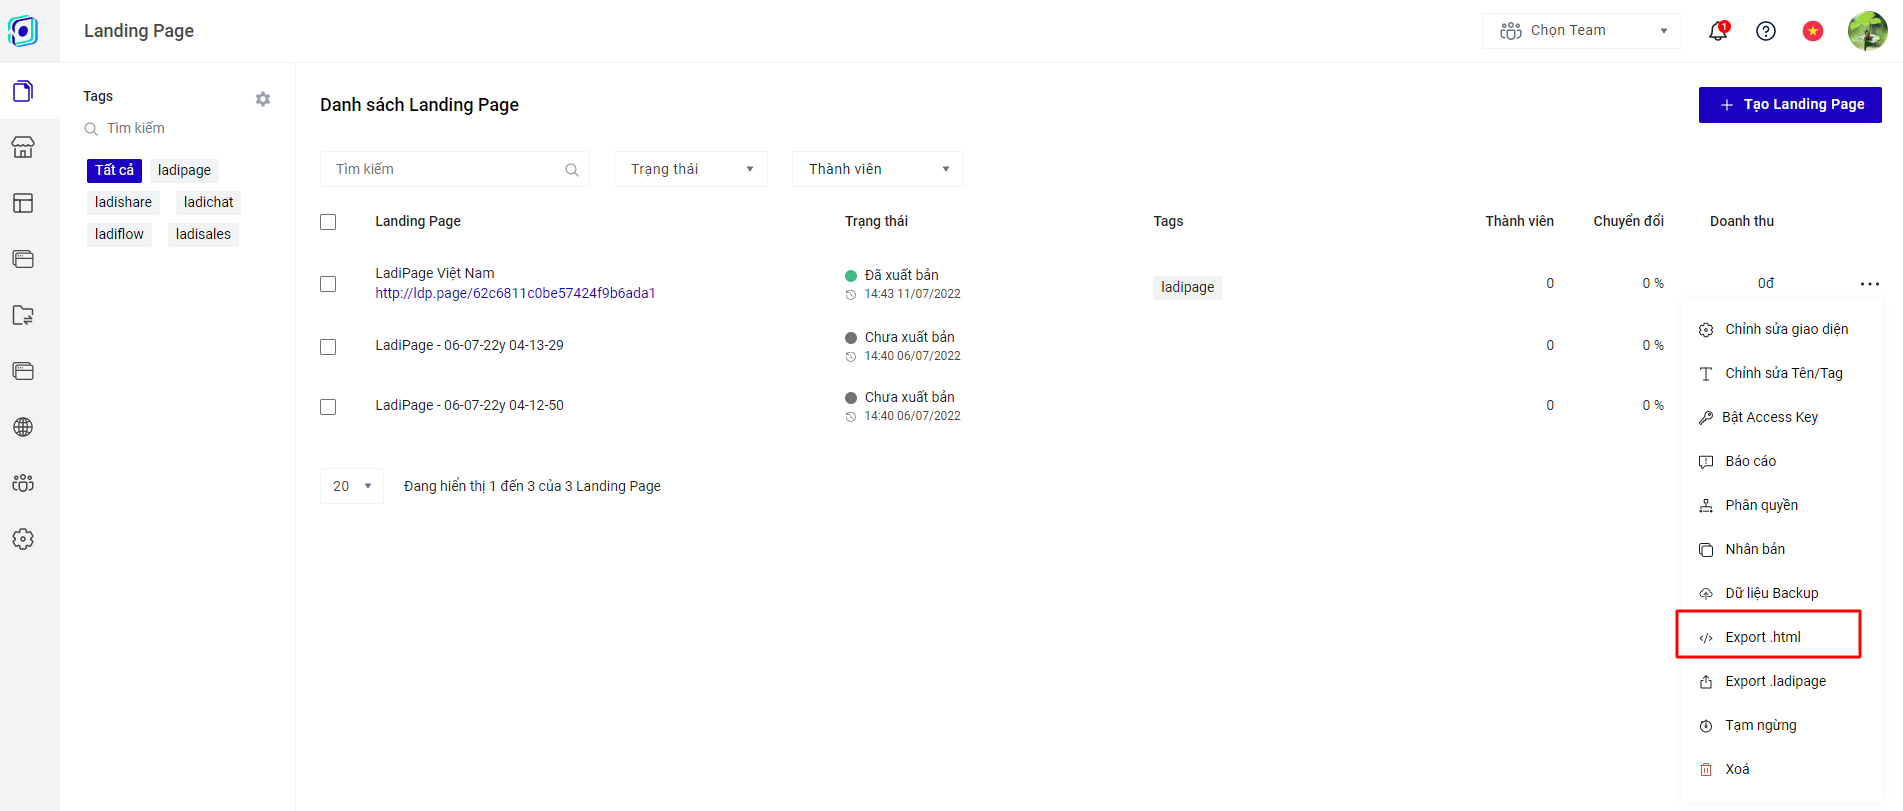 Landing Page
Chọn Team
1
Tags
Tìm kiếm
Tất cả ladipage
ladishare ladichat
ladiflow ladisales
Danh sách Landing Page
+ Tạo Landing Page
Tìm kiếm Trạng thái Thành viên
Landing Page Trạng thái Tags Thành viên Chuyển đổi Doanh thu
LadiPage Việt Nam
http://ldp.page/62c6811c0be57424f9b6ada1
Đã xuất bản
14:43 11/07/2022
ladipage
0 0 % 0đ
LadiPage - 06-07-22y 04-13-29
Chưa xuất bản
14:40 06/07/2022
0 0 %
LadiPage - 06-07-22y 04-12-50
Chưa xuất bản
14:40 06/07/2022
0 0 %
20 Đang hiển thị 1 đến 3 của 3 Landing Page
Chỉnh sửa giao diện
Chỉnh sửa Tên/Tag
Bật Access Key
Báo cáo
Phân quyền
Nhân bản
Dữ liệu Backup
Export .html
Export .ladipage
Tạm ngừng
Xoá